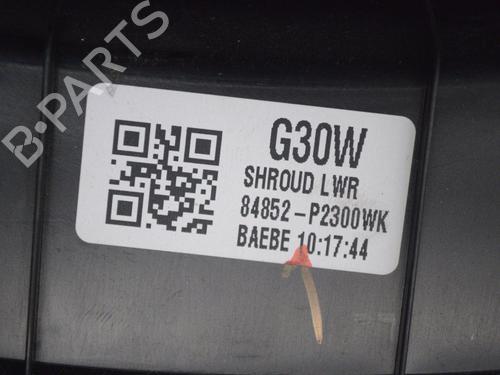 B-PARTS
G30W
SHROUD LWR
84852-P2300WK
BAEBE 10:17:44